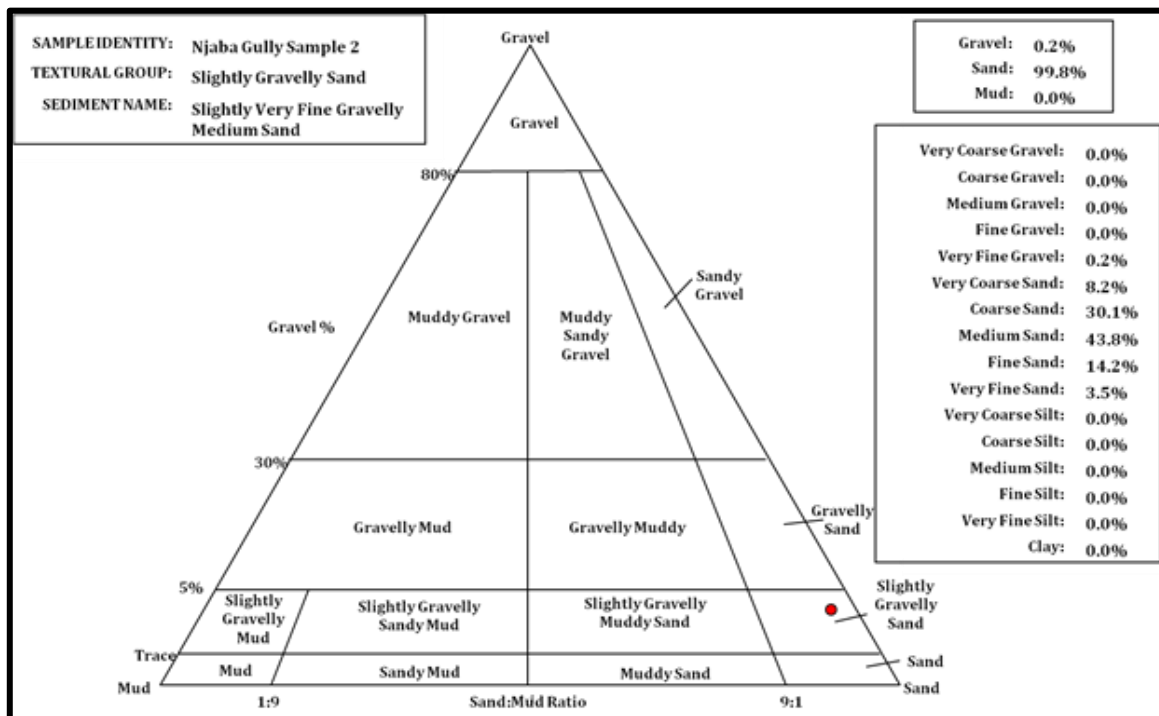 SAMPLE IDENTITY: Njaba Gully Sample 2
TEXTURAL GROUP: Slightly Gravelly Sand
SEDIMENT NAME: Slightly Very Fine Gravelly
Medium Sand
Gravel: 0.2%
Sand: 99.8%
Mud: 0.0%
Very Coarse Gravel: 0.0%
Coarse Gravel: 0.0%
Medium Gravel: 0.0%
Fine Gravel: 0.0%
Very Fine Gravel: 0.2%
Very Coarse Sand: 8.2%
Coarse Sand: 30.1%
Medium Sand: 43.8%
Fine Sand: 14.2%
Very Fine Sand: 3.5%
Very Coarse Silt: 0.0%
Coarse Silt: 0.0%
Medium Silt: 0.0%
Fine Silt: 0.0%
Very Fine Silt: 0.0%
Clay: 0.0%
Gravel
Gravel
80%
Sandy
Gravel
Gravel %
Muddy Gravel
Muddy
Sandy
Gravel
30%
Gravelly Mud
Gravelly Muddy
Gravelly
Sand
5%
Slightly
Gravelly
Mud
Slightly Gravelly
Sandy Mud
Slightly Gravelly
Muddy Sand
Slightly
Gravelly
Sand
Trace
Mud
Sandy Mud
Muddy Sand
Sand
Mud
Sand
1:9
Sand:Mud Ratio
9:1